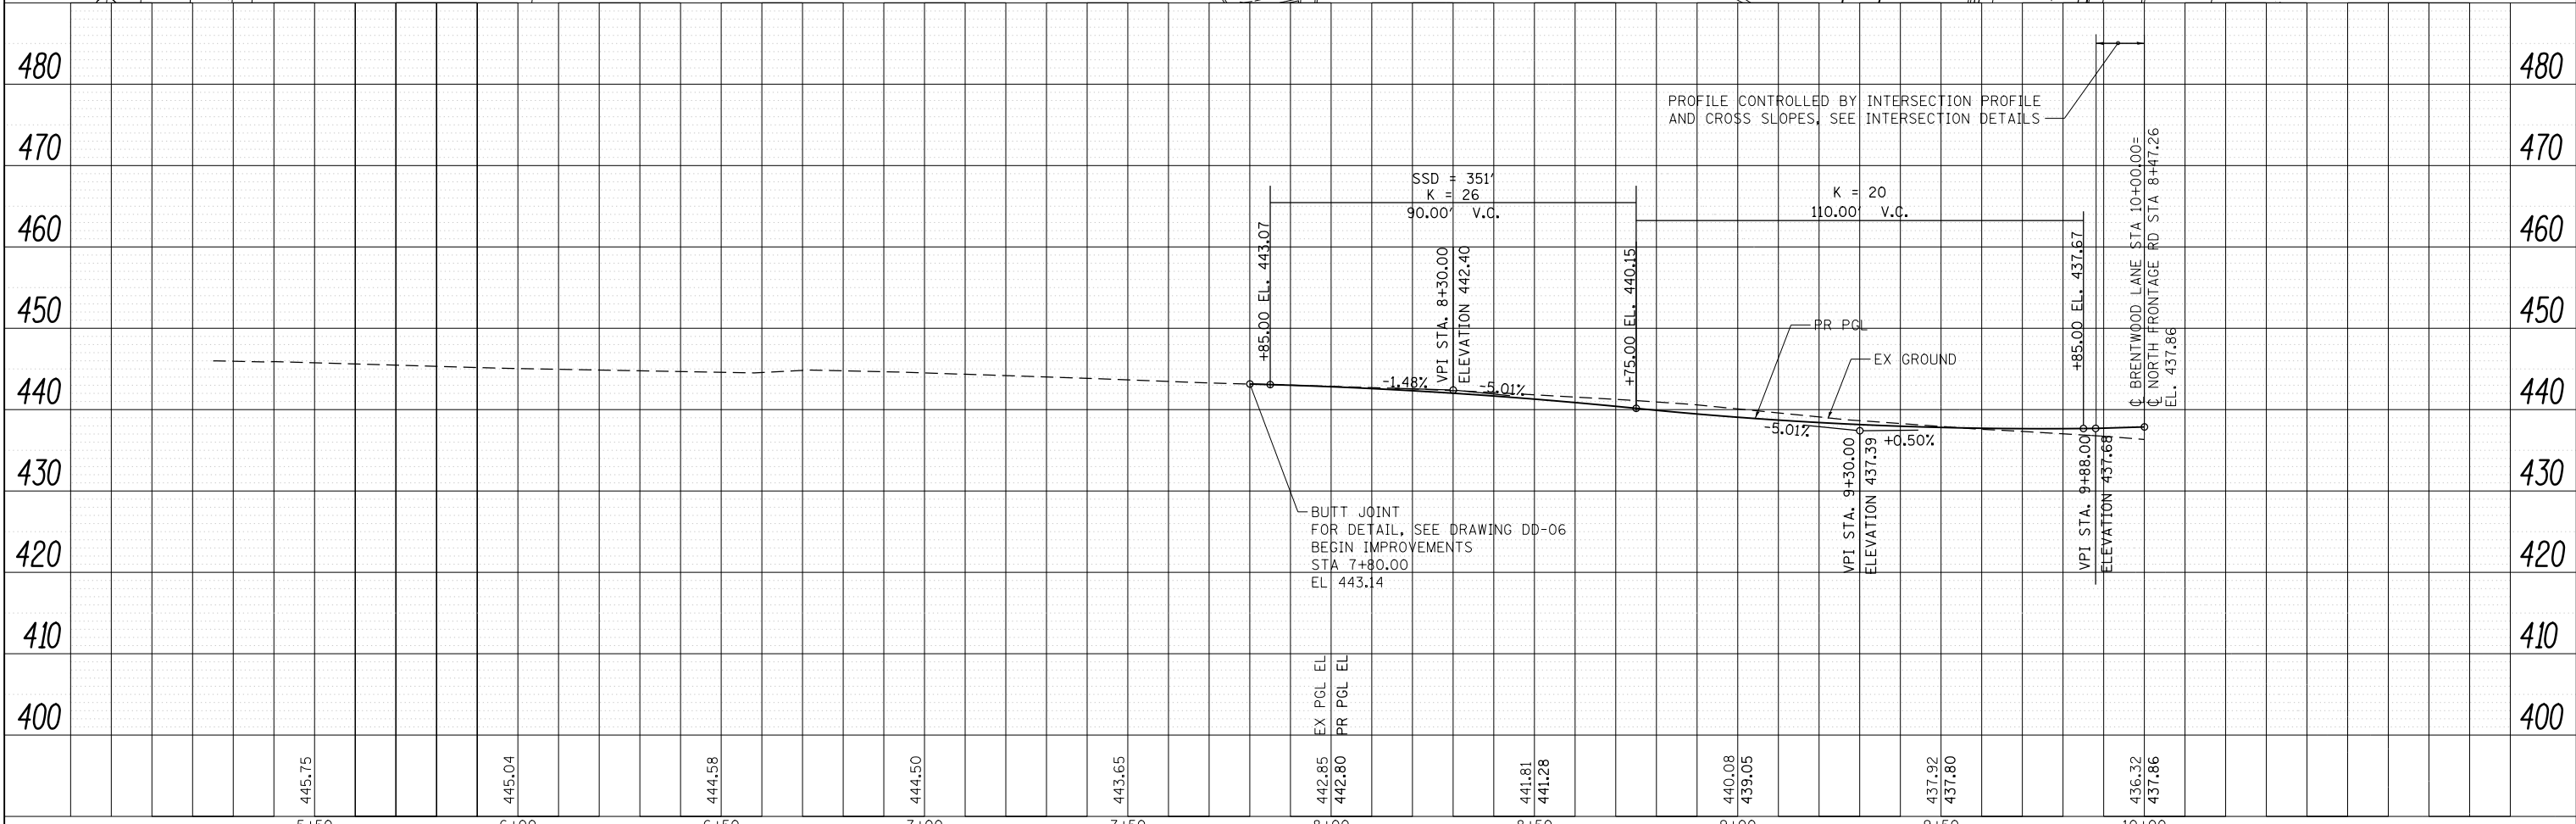 480
480
PROFILE CONTROLLED BY INTERSECTION PROFILE
AND CROSS SLOPES, SEE INTERSECTION DETAILS
470
470
℄ BRENTWOOD LANE STA 10+00.00=
℄ NORTH FRONTAGE RD STA 8+47.26
EL. 437.86
SSD = 351'
K = 26
90.00' V.C.
K = 20
110.00' V.C.
460
460
+85.00 EL. 443.07
VPI STA. 8+30.00
ELEVATION 442.40
+75.00 EL. 440.15
+85.00 EL. 437.67
450
450
PR PGL
EX GROUND
440
440
-1.48%
-5.01%
-5.01%
+0.50%
430
430
VPI STA. 9+30.00
ELEVATION 437.39
VPI STA. 9+88.00
ELEVATION 437.68
BUTT JOINT
FOR DETAIL, SEE DRAWING DD-06
BEGIN IMPROVEMENTS
STA 7+80.00
EL 443.14
420
420
410
410
EX PGL EL
PR PGL EL
400
400
445.75
445.04
444.58
444.50
443.65
442.85
442.80
441.81
441.28
440.08
439.05
437.92
437.80
436.32
437.86